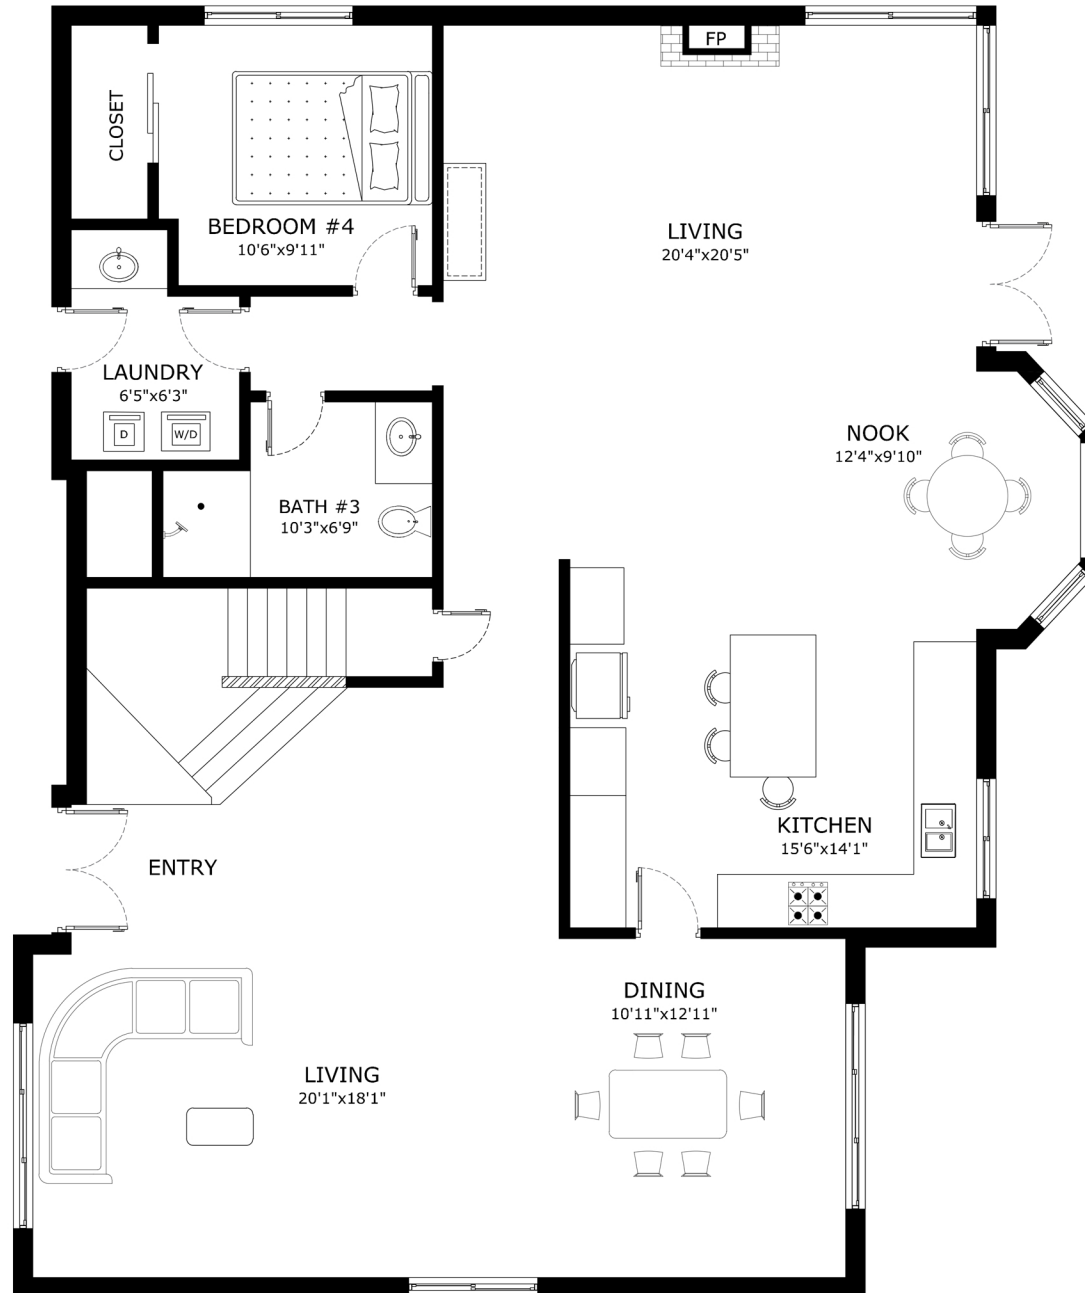 FP
CLOSET
BEDROOM #4
10'6"x9'11"
LIVING
20'4"x20'5"
LAUNDRY
6'5"x6'3"
D
W/D
NOOK
12'4"x9'10"
BATH #3
10'3"x6'9"
KITCHEN
15'6"x14'1"
ENTRY
DINING
10'11"x12'11"
LIVING
20'1"x18'1"